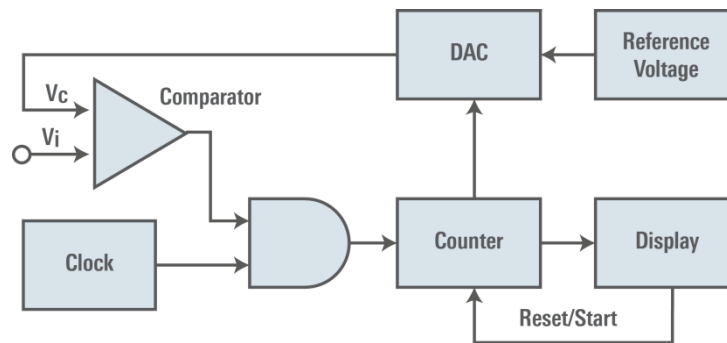 DAC
Reference
Voltage
Vc
Comparator
Vi
Clock
Counter
Display
Reset/Start